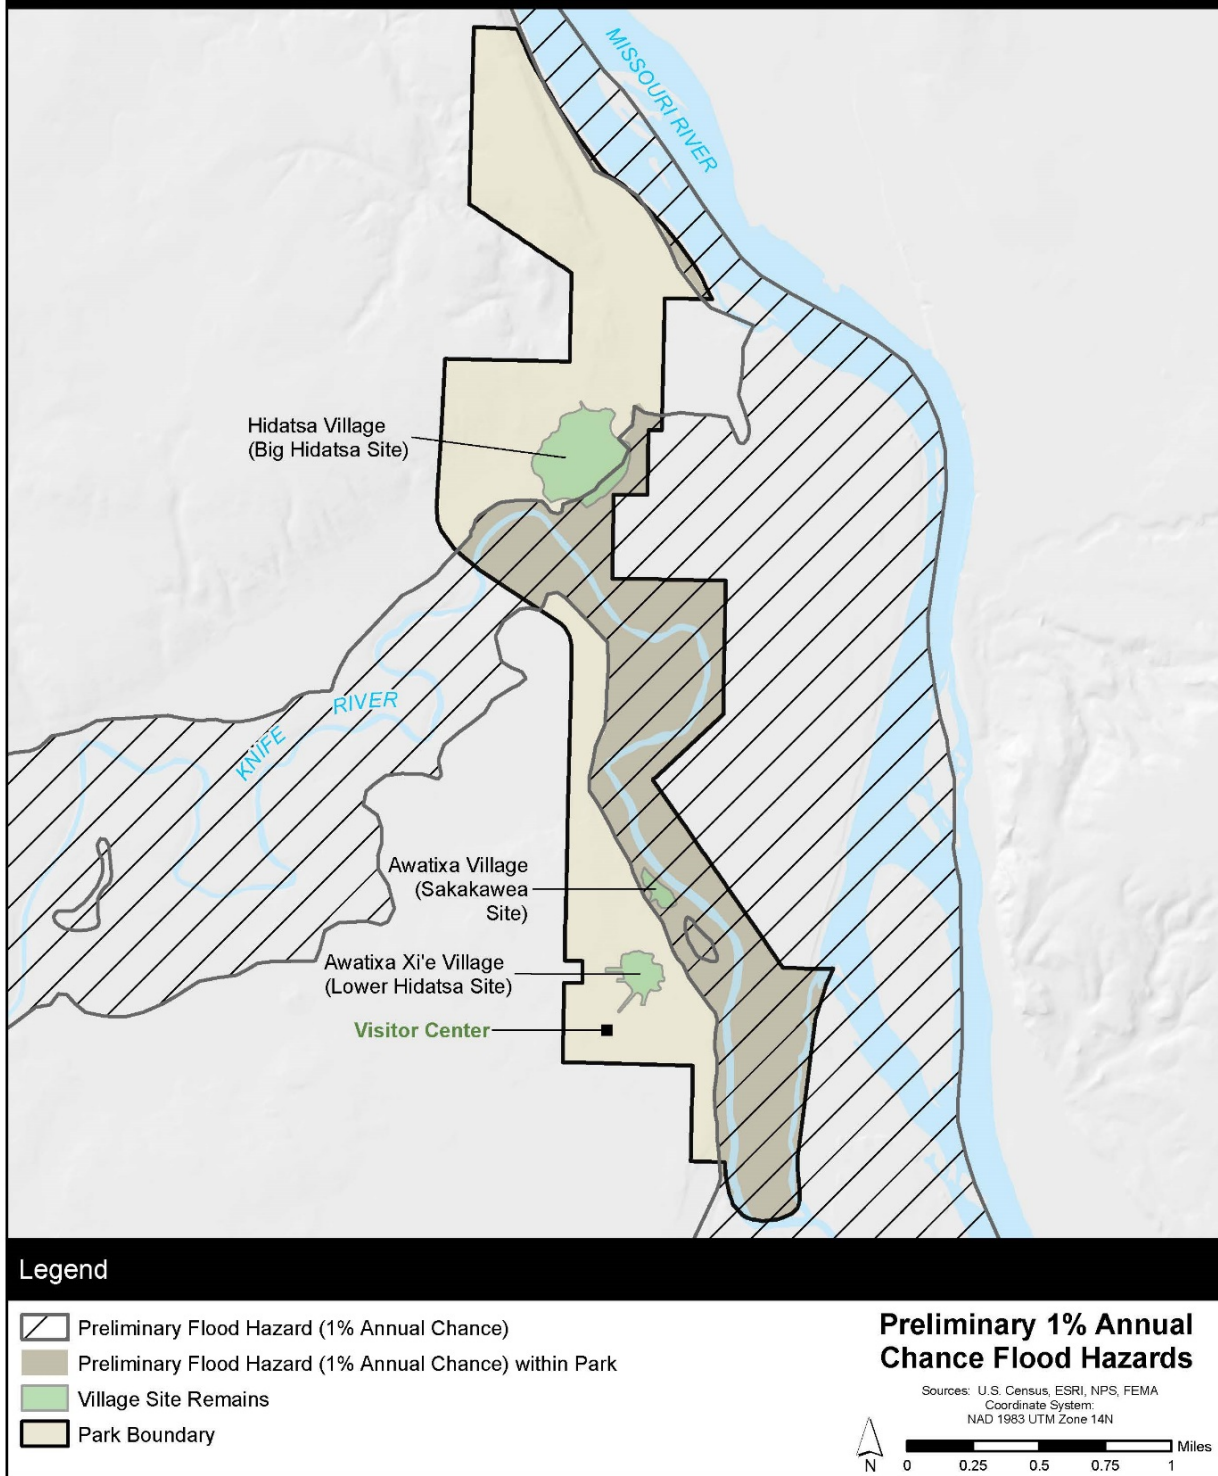 MISSOURI RIVER
Hidatsa Village
(Big Hidatsa Site)
KNIFE RIVER
Awatixa Village
(Sakakawea
Site)
Awatixa Xi'e Village
(Lower Hidatsa Site)
Visitor Center
Legend
Preliminary Flood Hazard (1% Annual Chance)
Preliminary Flood Hazard (1% Annual Chance) within Park
Village Site Remains
Park Boundary
Preliminary 1% Annual
Chance Flood Hazards
Sources: U.S. Census, ESRI, NPS, FEMA
Coordinate System:
NAD 1983 UTM Zone 14N
N
Miles
0 0.25 0.5 0.75 1